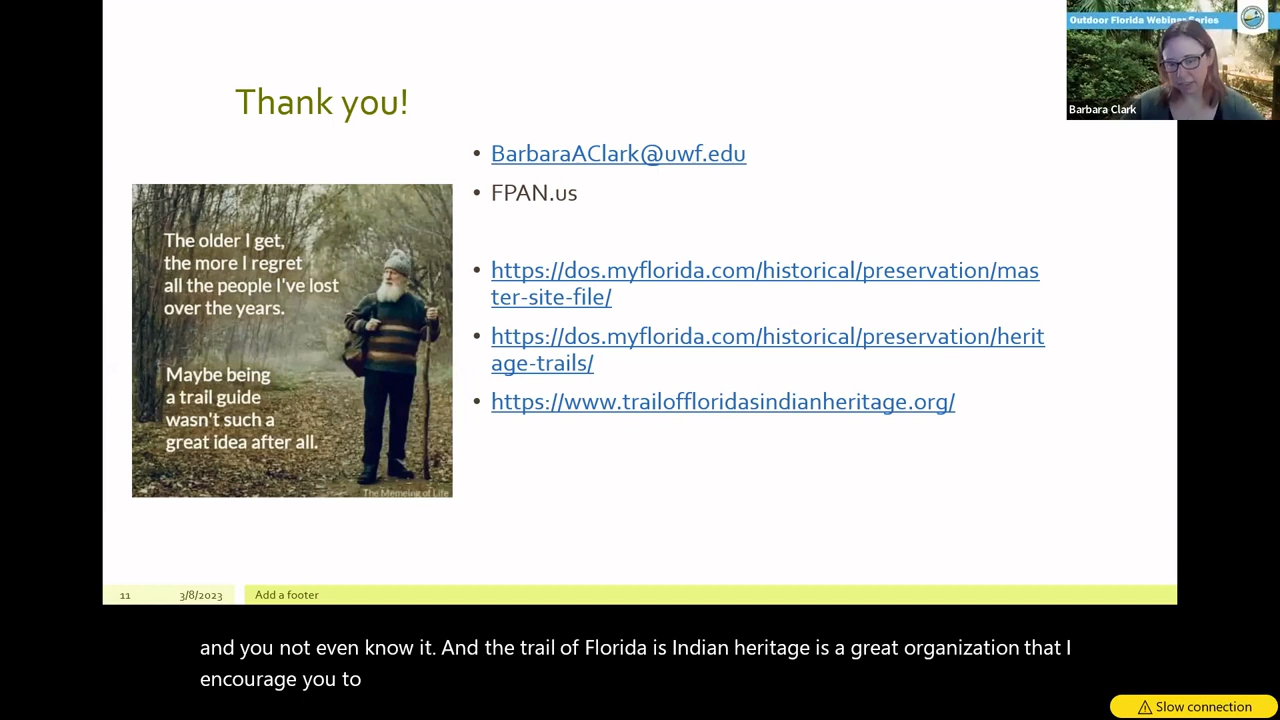 Outdoor Florida Webinar Series
Barbara Clark
Thank you!
• BarbaraAClark@uwf.edu
• FPAN.us
• https://dos.myflorida.com/historical/preservation/mas
ter-site-file/
• https://dos.myflorida.com/historical/preservation/herit
age-trails/
• https://www.trailoffloridasindianheritage.org/
The older I get,
the more I regret
all the people I've lost
over the years.
Maybe being
a trail guide
wasn't such a
great idea after all.
The Memeing of Life
11
3/8/2023
Add a footer
and you not even know it. And the trail of Florida is Indian heritage is a great organization that I
encourage you to
Slow connection